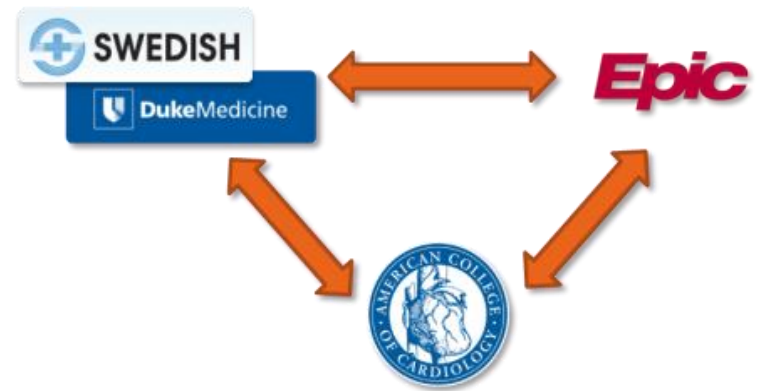 SWEDISH
DukeMedicine
Epic
AMERICAN COLLEGE
· OF CARDIOLOGY ·